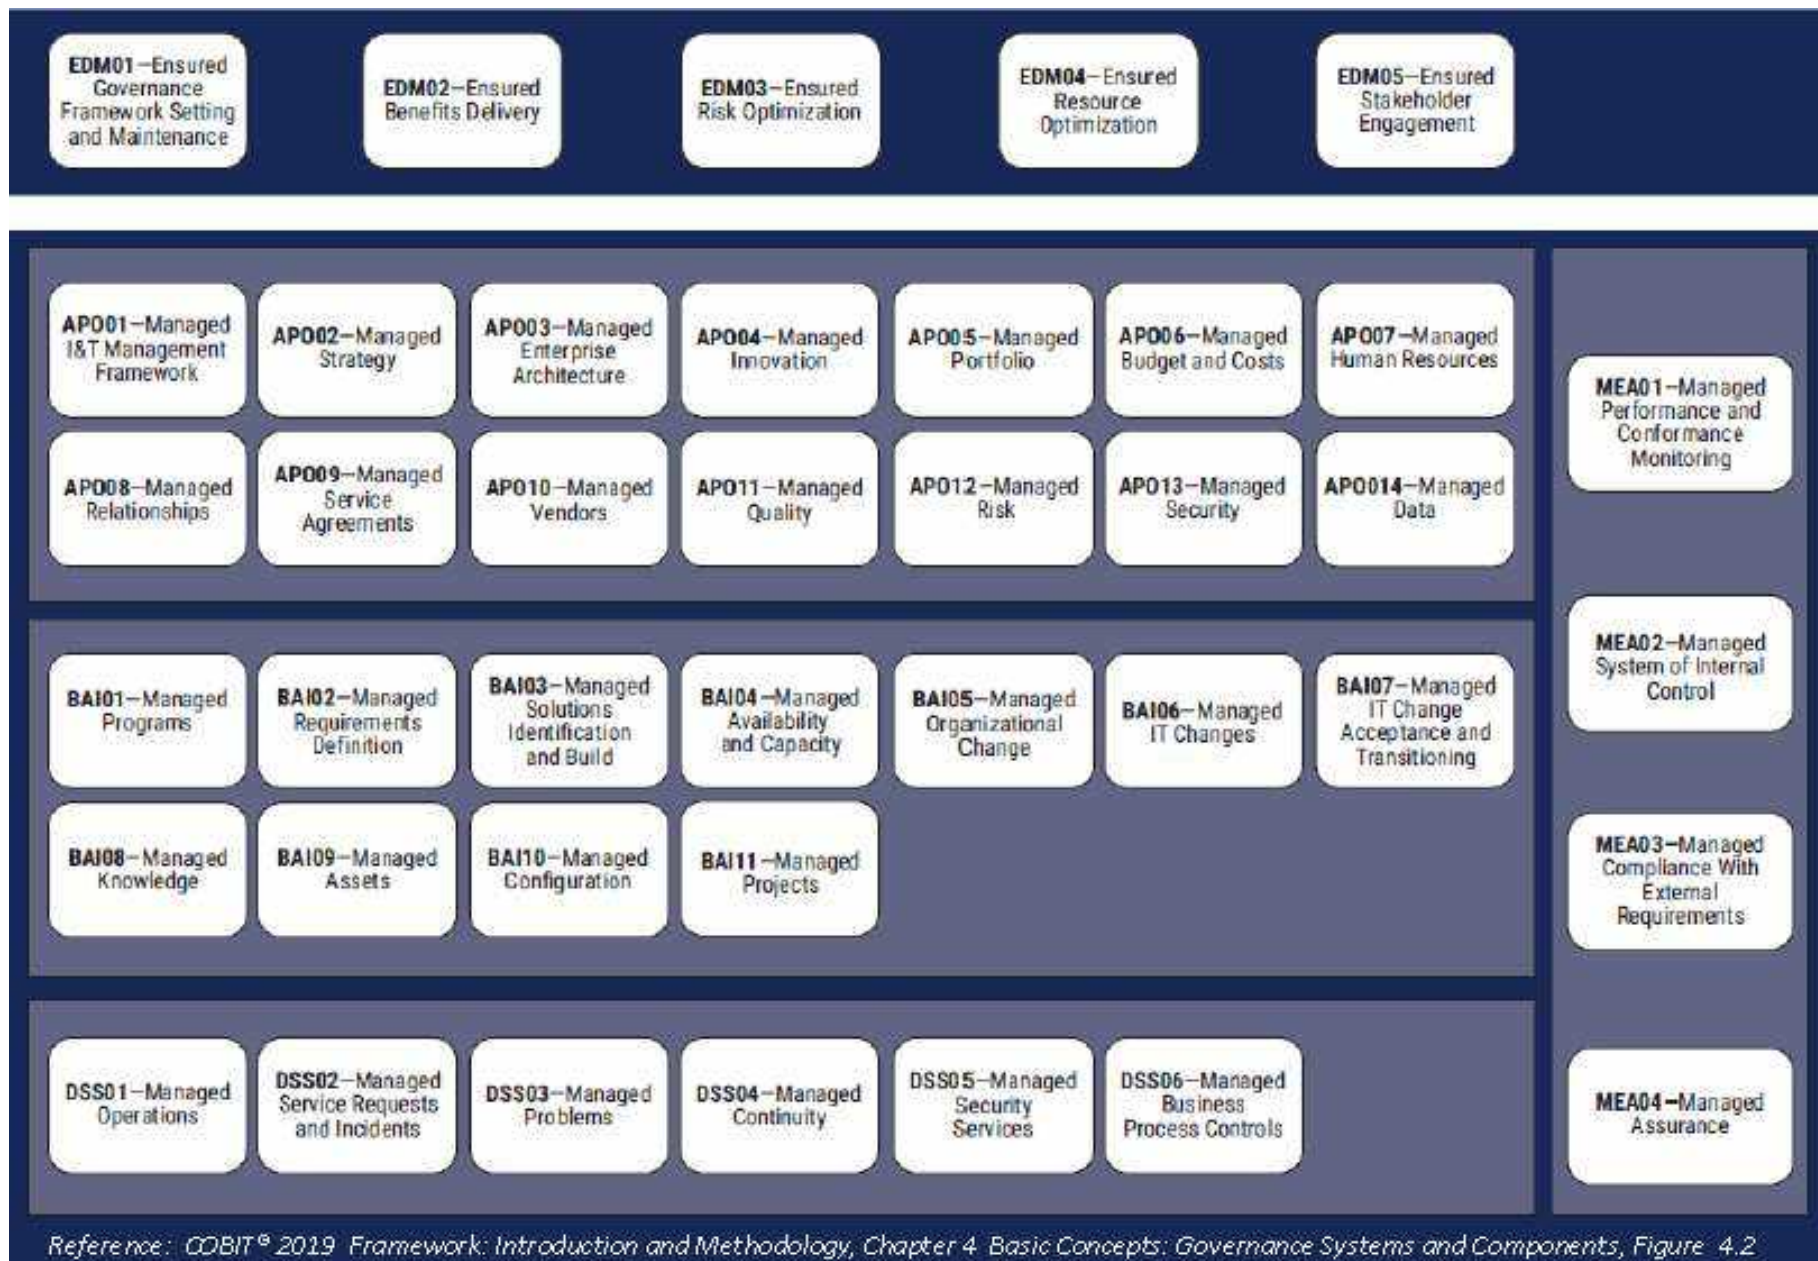 EDM01—Ensured
Governance
Framework Setting
and Maintenance
EDM02—Ensured
Benefits Delivery
EDM03—Ensured
Risk Optimization
EDM04—Ensured
Resource
Optimization
EDM05—Ensured
Stakeholder
Engagement
APO01—Managed
I&T Management
Framework
APO02—Managed
Strategy
APO03—Managed
Enterprise
Architecture
APO04—Managed
Innovation
APO05—Managed
Portfolio
APO06—Managed
Budget and Costs
APO07—Managed
Human Resources
APO08—Managed
Relationships
APO09—Managed
Service
Agreements
APO10—Managed
Vendors
APO11—Managed
Quality
APO12—Managed
Risk
APO13—Managed
Security
APO014—Managed
Data
BAI01—Managed
Programs
BAI02—Managed
Requirements
Definition
BAI03—Managed
Solutions
Identification
and Build
BAI04—Managed
Availability
and Capacity
BAI05—Managed
Organizational
Change
BAI06—Managed
IT Changes
BAI07—Managed
IT Change
Acceptance and
Transitioning
BAI08—Managed
Knowledge
BAI09—Managed
Assets
BAI10—Managed
Configuration
BAI11—Managed
Projects
DSS01—Managed
Operations
DSS02—Managed
Service Requests
and Incidents
DSS03—Managed
Problems
DSS04—Managed
Continuity
DSS05—Managed
Security
Services
DSS06—Managed
Business
Process Controls
MEA01—Managed
Performance and
Conformance
Monitoring
MEA02—Managed
System of Internal
Control
MEA03—Managed
Compliance With
External
Requirements
MEA04—Managed
Assurance
Reference: COBIT® 2019 Framework: Introduction and Methodology, Chapter 4 Basic Concepts: Governance Systems and Components, Figure 4.2